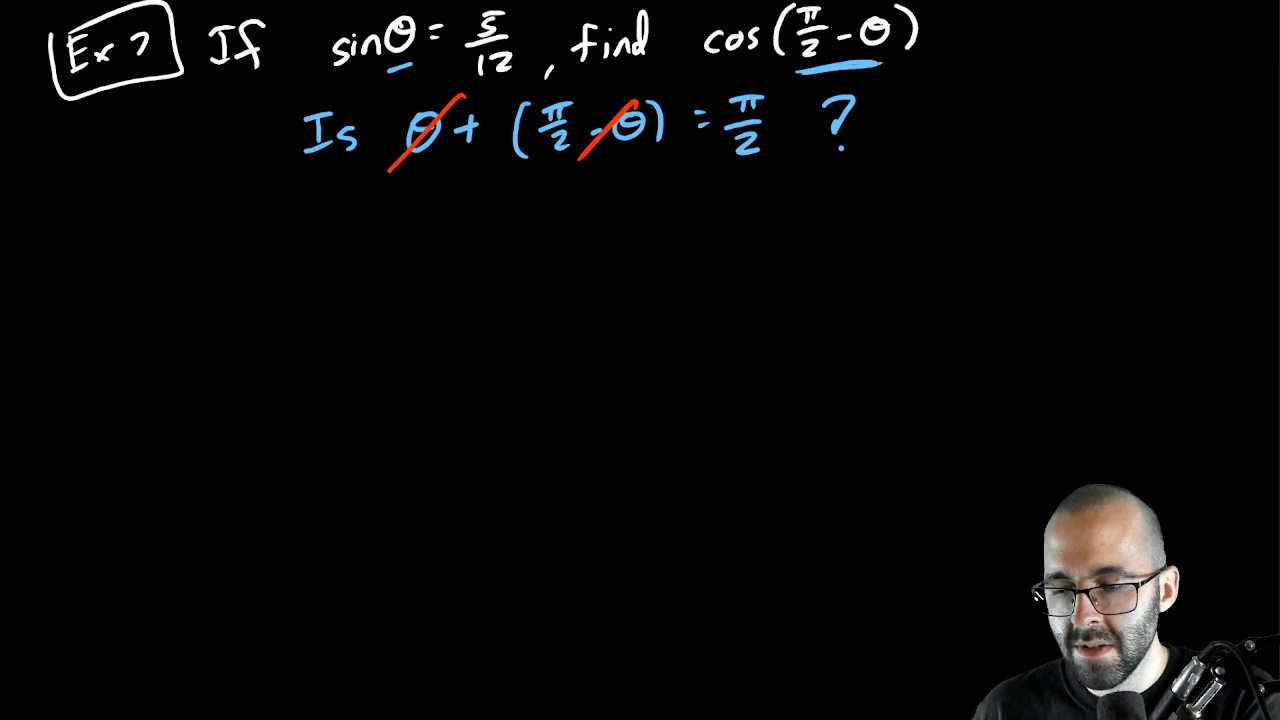 Ex 7 If sinθ = 5/12, find cos(π/2 - θ)
Is θ + (π/2 - θ) = π/2 ?